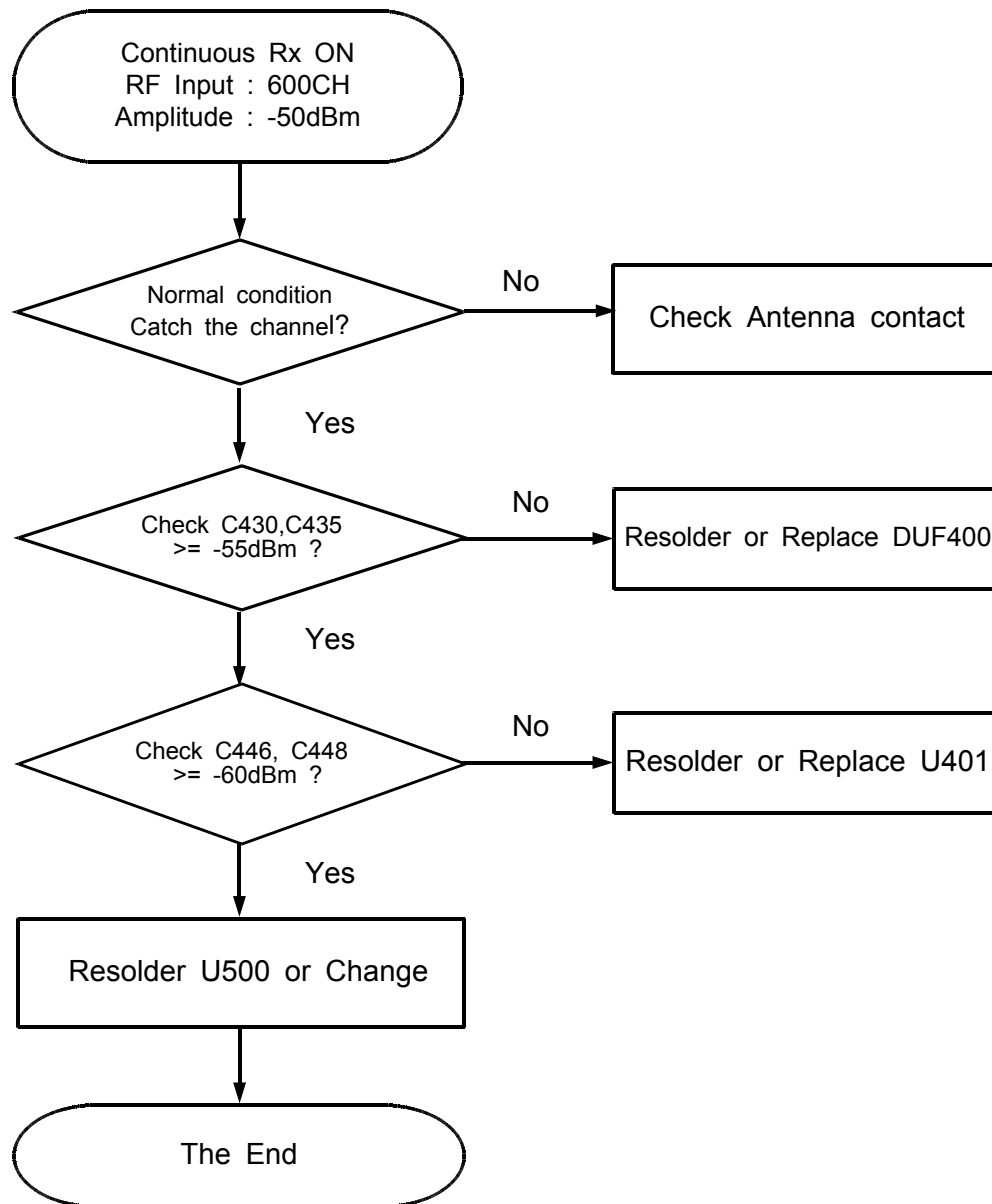 Continuous Rx ON
RF Input : 600CH
Amplitude : -50dBm
Normal condition
Catch the channel?
No
Check Antenna contact
Yes
Check C430,C435
>= -55dBm ?
No
Resolder or Replace DUF400
Yes
Check C446, C448
>= -60dBm ?
No
Resolder or Replace U401
Yes
Resolder U500 or Change
The End